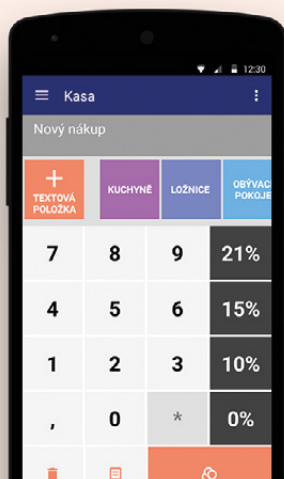 12:30
Kasa
Nový nákup
+
TEXTOVÁ
POLOŽKA
KUCHYNĚ
LOŽNICE
OBÝVAC
POKOJE
7 8 9 21%
4 5 6 15%
1 2 3 10%
, 0 * 0%